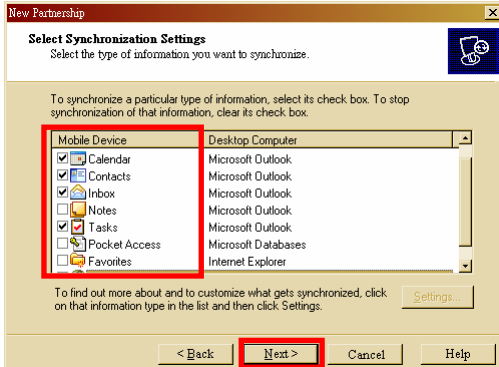 New Partnership
Select Synchronization Settings
Select the type of information you want to synchronize.
To synchronize a particular type of information, select its check box. To stop
synchronization of that information, clear its check box.
Mobile Device Desktop Computer
Calendar Microsoft Outlook
Contacts Microsoft Outlook
Inbox Microsoft Outlook
Notes Microsoft Outlook
Tasks Microsoft Outlook
Pocket Access Microsoft Databases
Favorites Internet Explorer
To find out more about and to customize what gets synchronized, click
on that information type in the list and then click Settings.
Settings...
< Back Next > Cancel Help